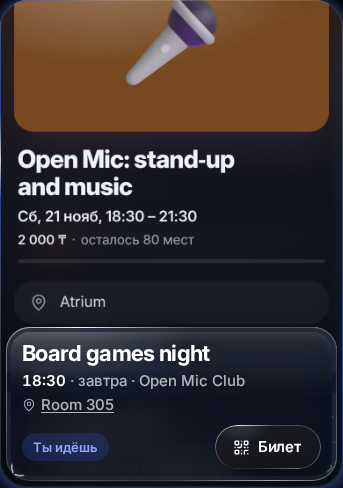 Open Mic: stand-up
and music
Сб, 21 нояб, 18:30 – 21:30
2 000 ₸ · осталось 80 мест
Atrium
Board games night
18:30 · завтра · Open Mic Club
Room 305
Ты идёшь
Билет